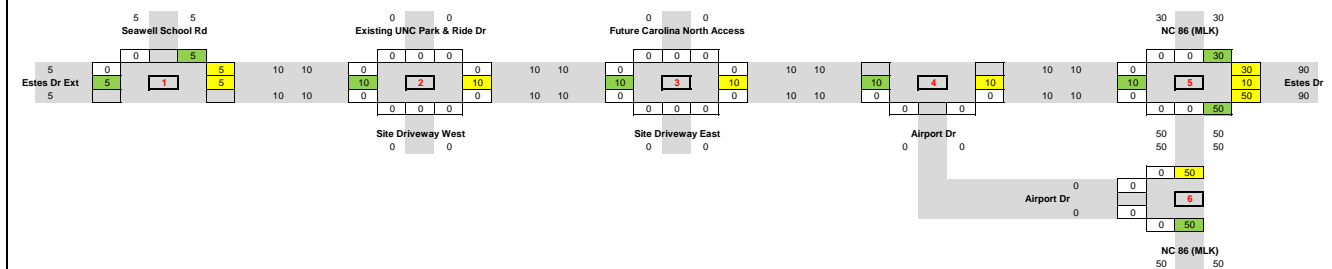 5 5 0 0 0 0 30 30
Seawell School Rd Existing UNC Park & Ride Dr Future Carolina North Access NC 86 (MLK)
0 5 0 0 0 0 0 0 0 0 30
5 0 5 10 10 0 0 10 10 0 0 10 10 10 10 0 30 90
Estes Dr Ext 5 1 5 10 2 10 10 3 10 10 4 10 10 5 10 Estes Dr
5 10 10 0 0 10 10 0 0 10 10 0 0 10 10 0 50 90
0 0 0 0 0 0 0 0 0 0 50
Site Driveway West Site Driveway East Airport Dr 50 50
0 0 0 0 0 0 50 50
0 50
0 0
Airport Dr 6
0 0
0 50
NC 86 (MLK)
50 50